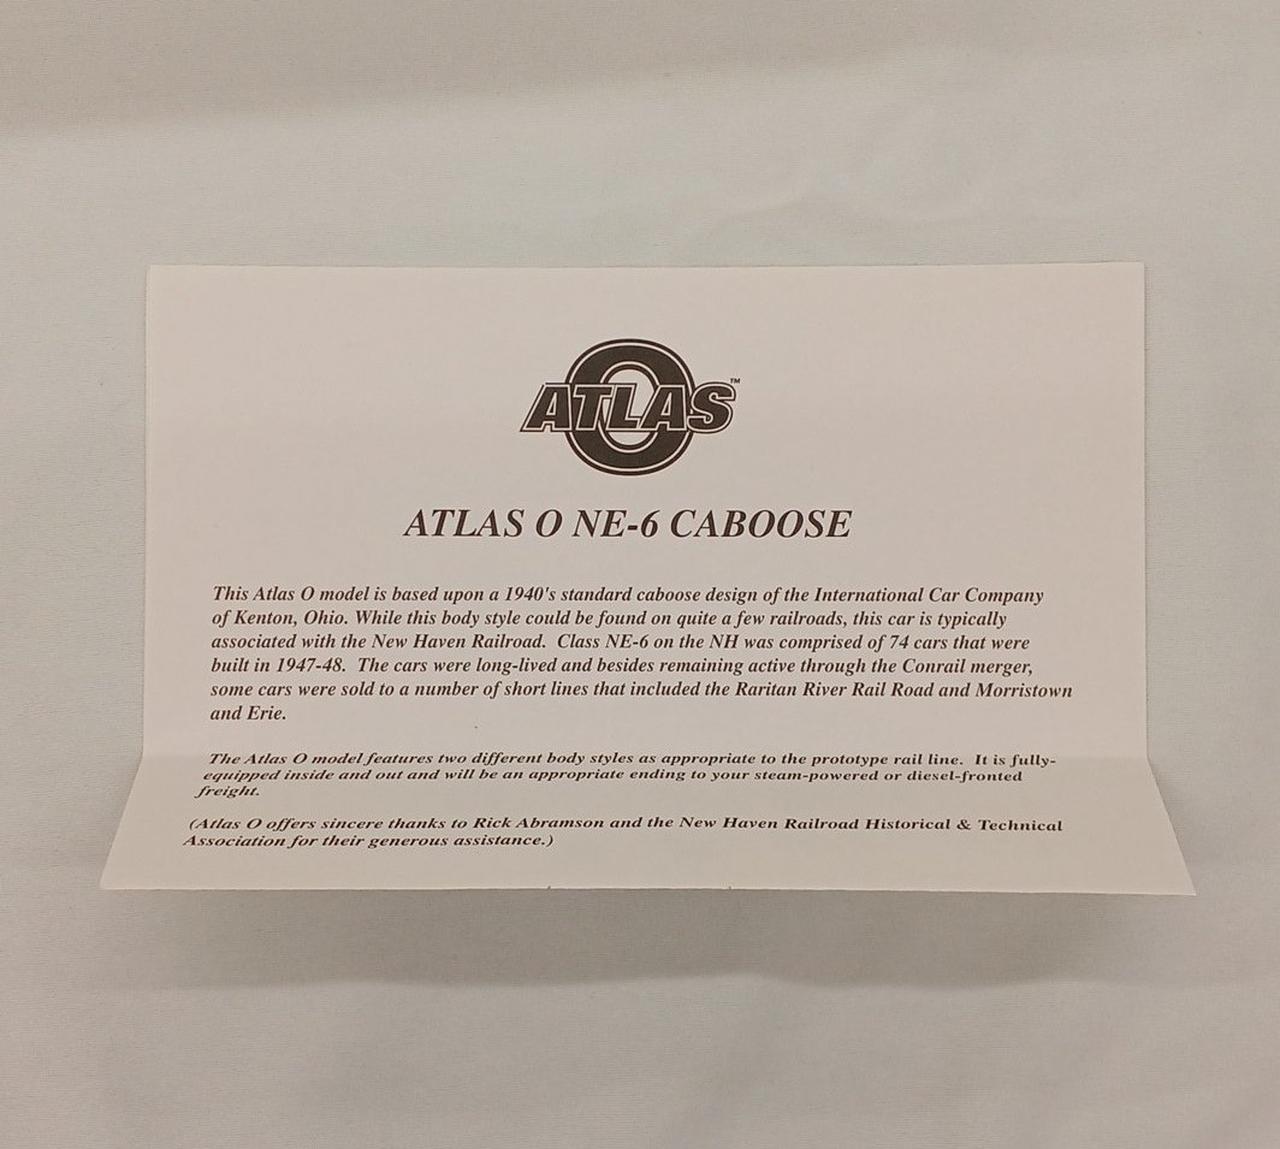 ATLAS O ™
ATLAS O NE-6 CABOOSE
This Atlas O model is based upon a 1940's standard caboose design of the International Car Company
of Kenton, Ohio. While this body style could be found on quite a few railroads, this car is typically
associated with the New Haven Railroad. Class NE-6 on the NH was comprised of 74 cars that were
built in 1947-48. The cars were long-lived and besides remaining active through the Conrail merger,
some cars were sold to a number of short lines that included the Raritan River Rail Road and Morristown
and Erie.
The Atlas O model features two different body styles as appropriate to the prototype rail line. It is fully-
equipped inside and out and will be an appropriate ending to your steam-powered or diesel-fronted
freight.
(Atlas O offers sincere thanks to Rick Abramson and the New Haven Railroad Historical & Technical
Association for their generous assistance.)